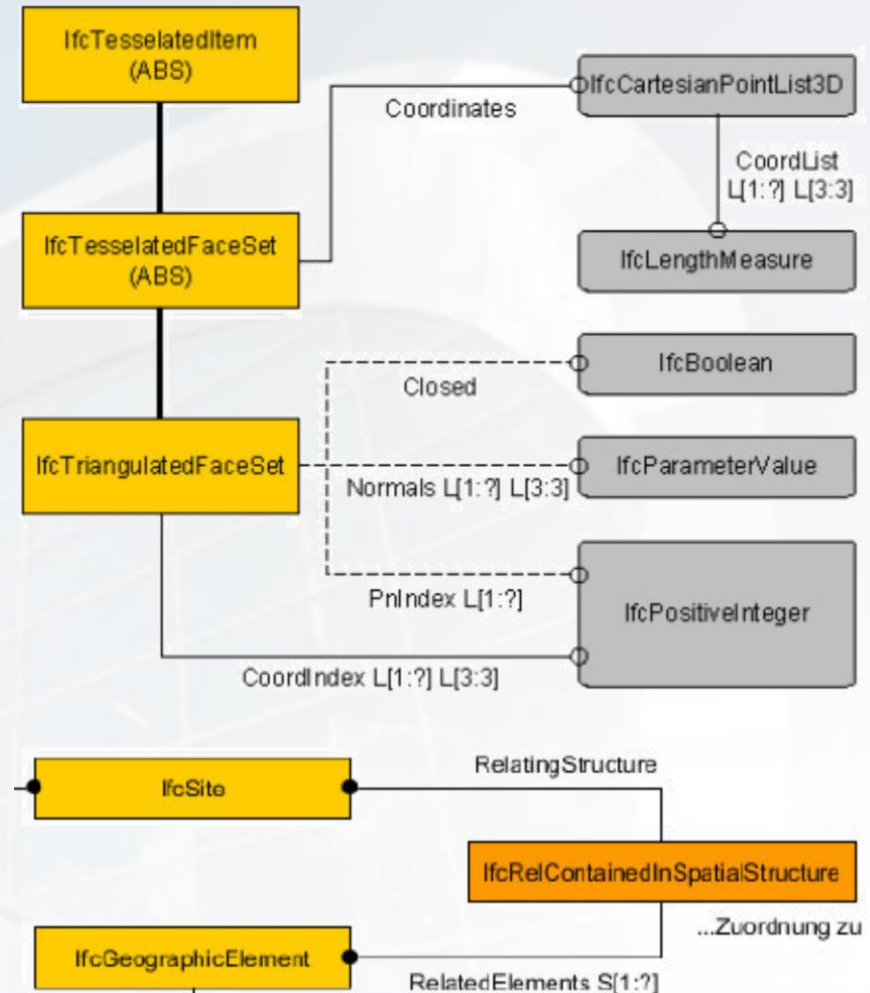 IfcTesselatedItem
(ABS)
Coordinates
IfcCartesianPointList3D
CoordList
L[1:?] L[3:3]
IfcTesselatedFaceSet
(ABS)
IfcLengthMeasure
IfcBoolean
Closed
IfcTriangulatedFaceSet
IfcParameterValue
Normals L[1:?] L[3:3]
PnIndex L[1:?]
IfcPositiveInteger
CoordIndex L[1:?] L[3:3]
RelatingStructure
IfcSite
IfcRelContainedInSpatialStructure
...Zuordnung zu
IfcGeographicElement
RelatedElements S[1:?]